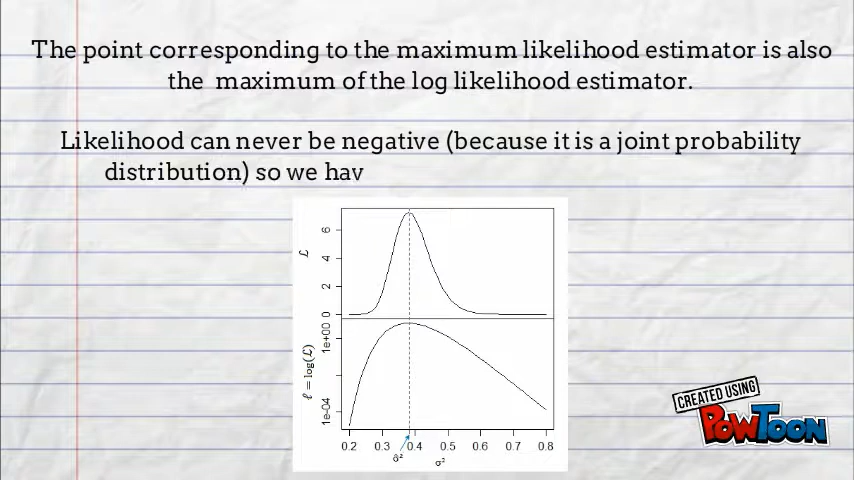 The point corresponding to the maximum likelihood estimator is also
the maximum of the log likelihood estimator.
Likelihood can never be negative (because it is a joint probability
distribution) so we hav
ℒ
6
4
2
0
ℓ = log(ℒ)
1e+00
1e-04
0.2 0.3 0.4 0.5 0.6 0.7 0.8
σ̂²
σ²
CREATED USING
POWTOON